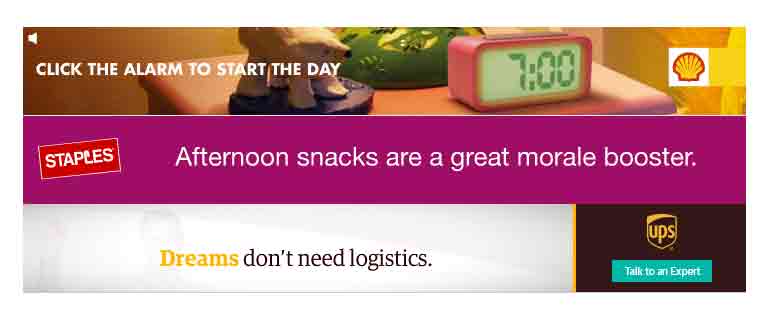 CLICK THE ALARM TO START THE DAY
7:00
STAPLES
Afternoon snacks are a great morale booster.
Dreams don't need logistics.
ups
Talk to an Expert